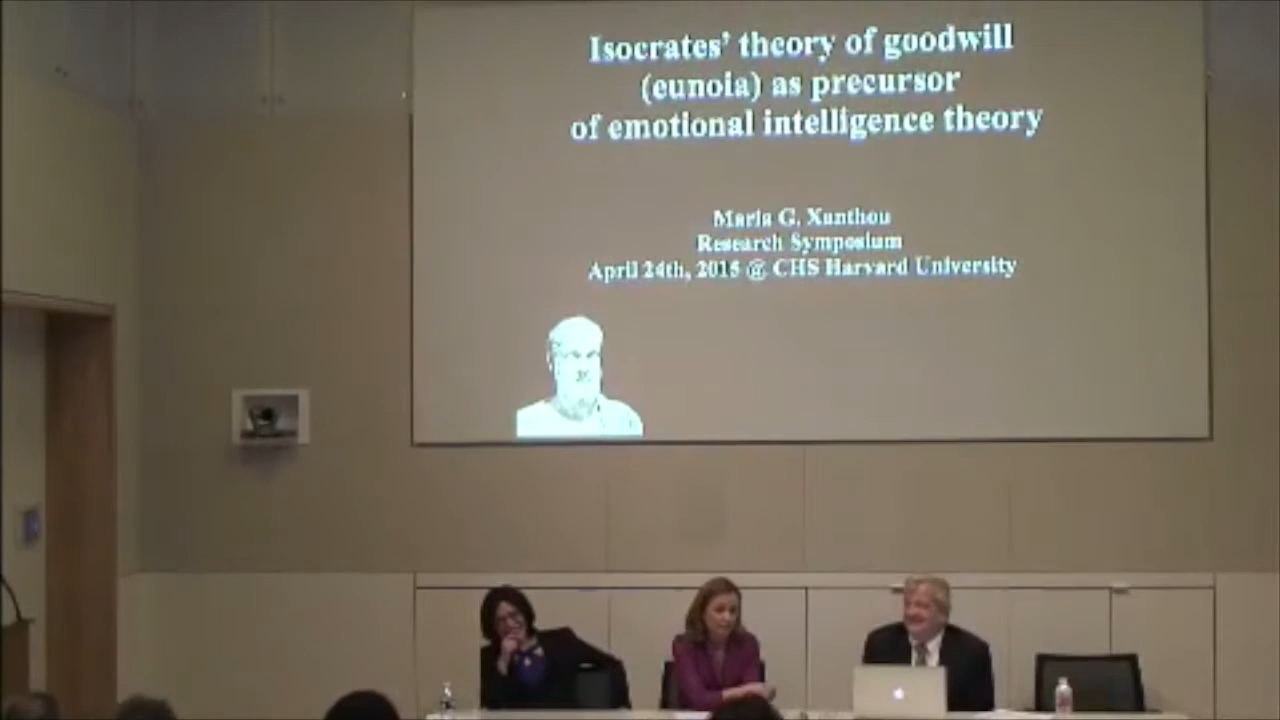 Isocrates’ theory of goodwill
(eunoia) as precursor
of emotional intelligence theory
Maria G. Xanthou
Research Symposium
April 24th, 2015 @ CHS Harvard University